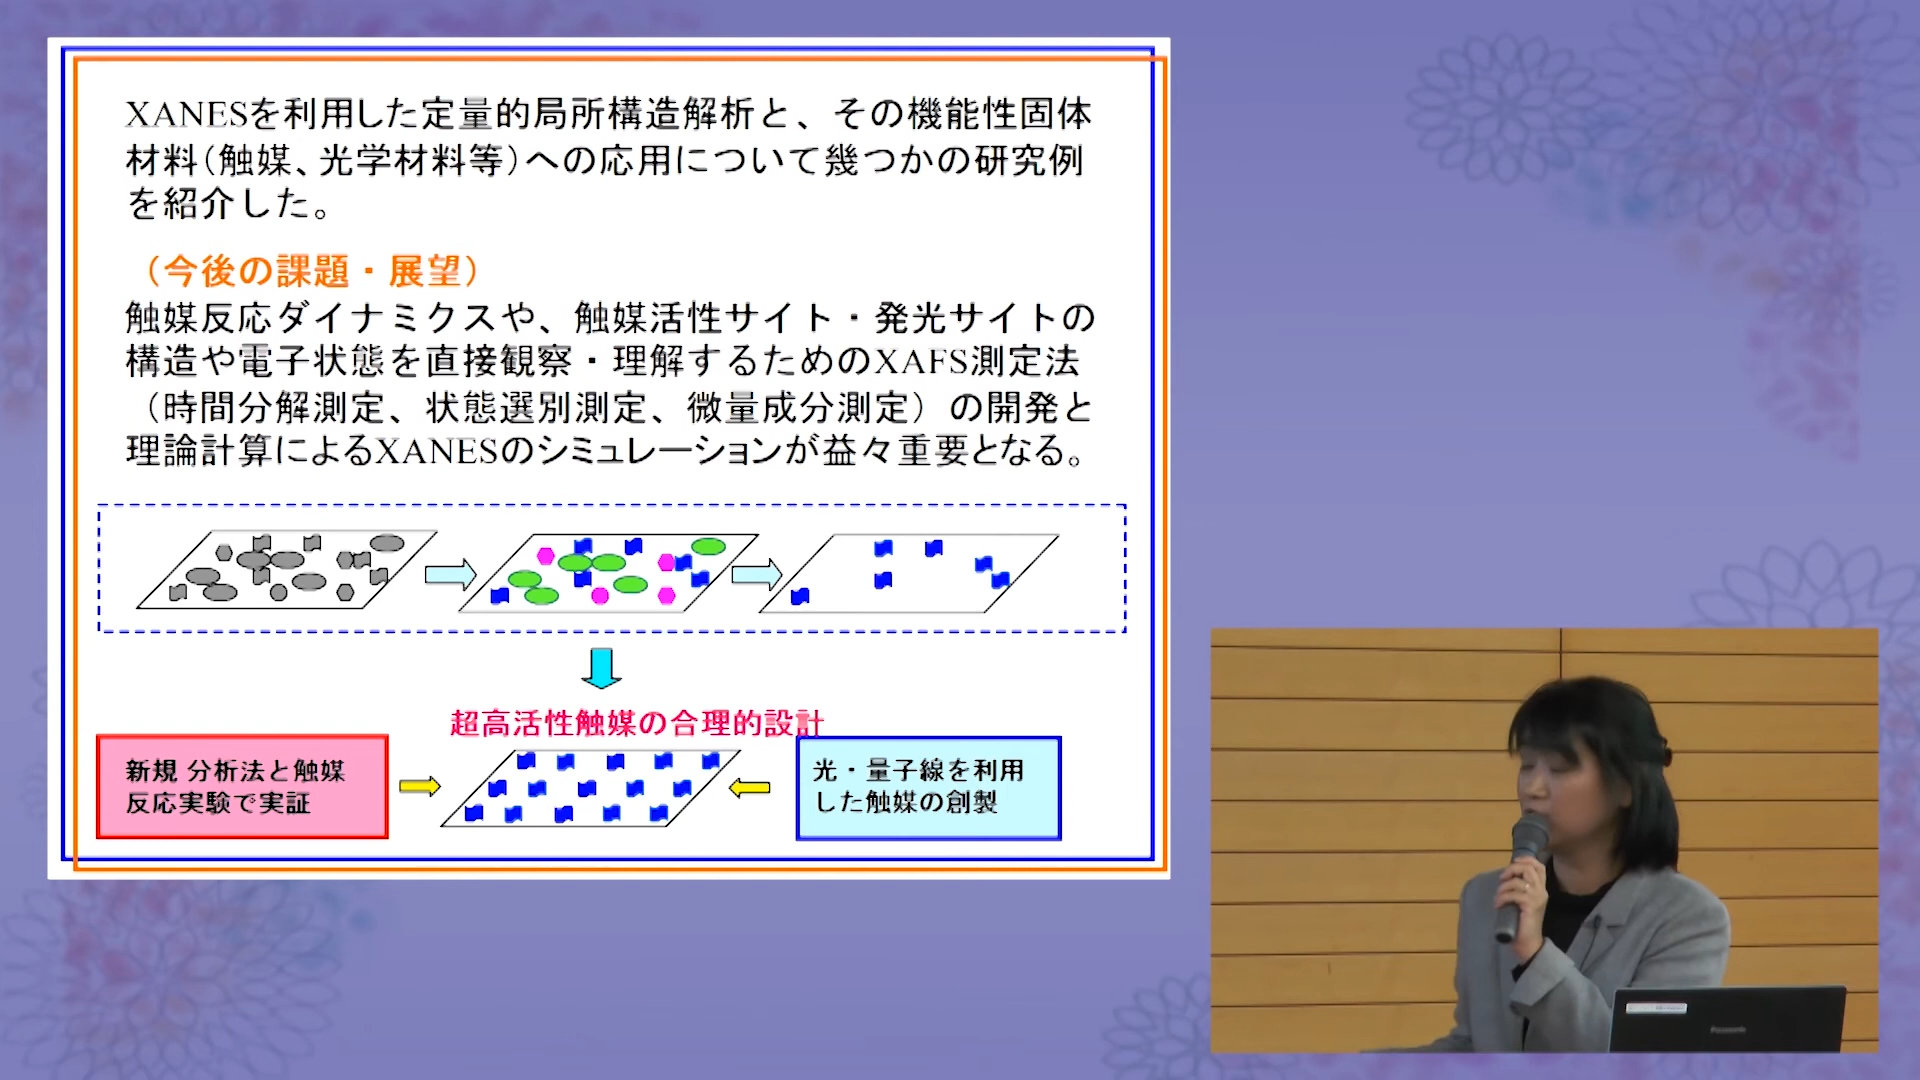 XANESを利用した定量的局所構造解析と、その機能性固体
材料(触媒、光学材料等)への応用について幾つかの研究例
を紹介した。
（今後の課題・展望）
触媒反応ダイナミクスや、触媒活性サイト・発光サイトの
構造や電子状態を直接観察・理解するためのXAFS測定法
（時間分解測定、状態選別測定、微量成分測定）の開発と
理論計算によるXANESのシミュレーションが益々重要となる。
超高活性触媒の合理的設計
新規 分析法と触媒
反応実験で実証
光・量子線を利用
した触媒の創製
Panasonic